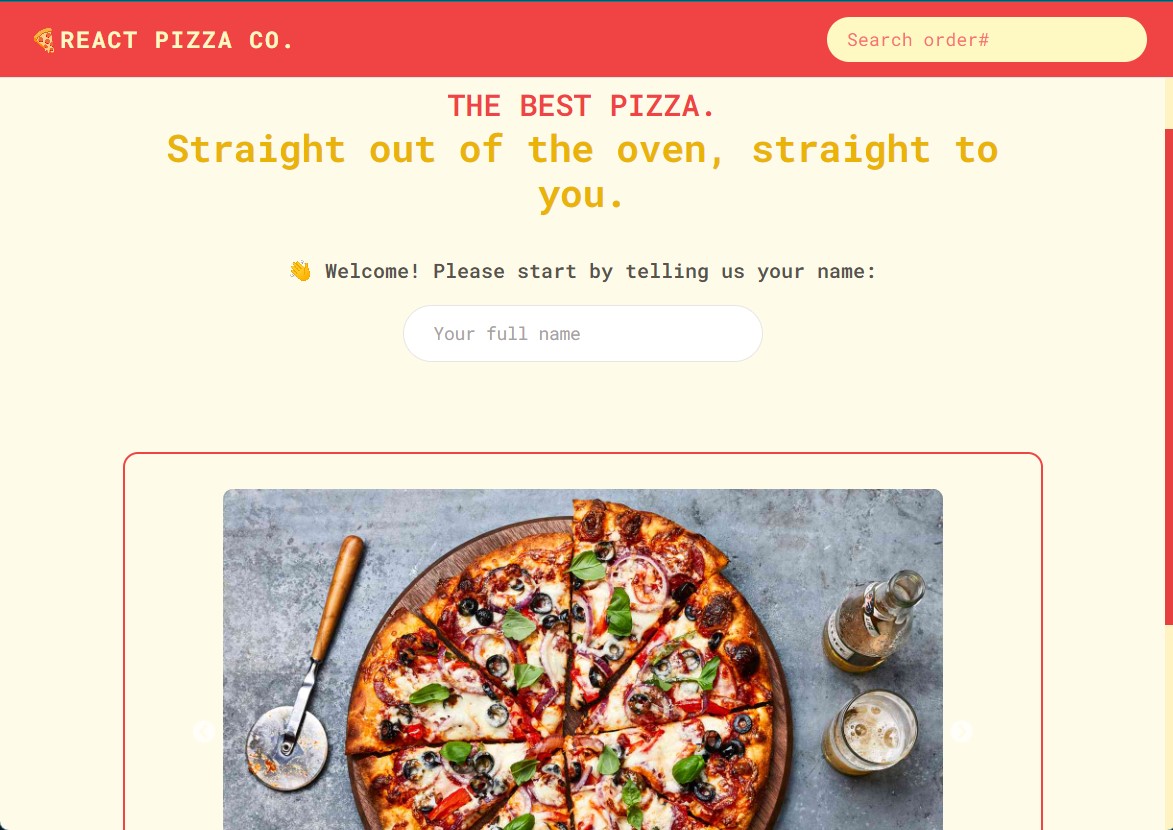 🍕REACT PIZZA CO.
Search order#
THE BEST PIZZA.
Straight out of the oven, straight to
you.
👋 Welcome! Please start by telling us your name:
Your full name